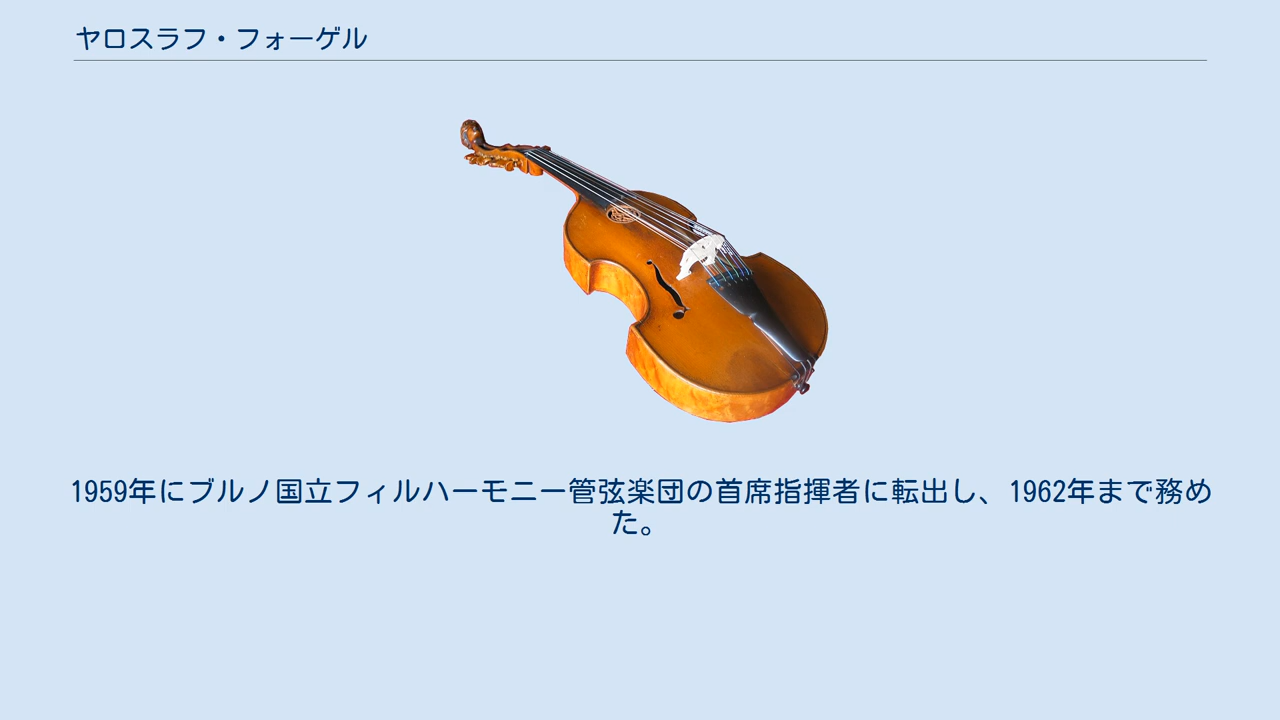 ヤロスラフ・フォーゲル
1959年にブルノ国立フィルハーモニー管弦楽団の首席指揮者に転出し、1962年まで務め
た。